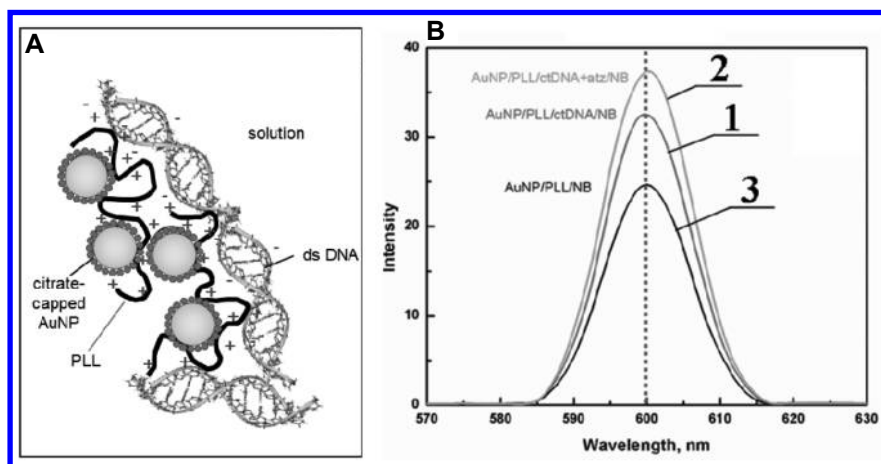 A
solution
ds DNA
citrate-
capped
AuNP
PLL
B
40
30
20
10
0
Intensity
AuNP/PLL/ctDNA+atz/NB
2
AuNP/PLL/ctDNA/NB
1
AuNP/PLL/NB
3
570 580 590 600 610 620 630
Wavelength, nm